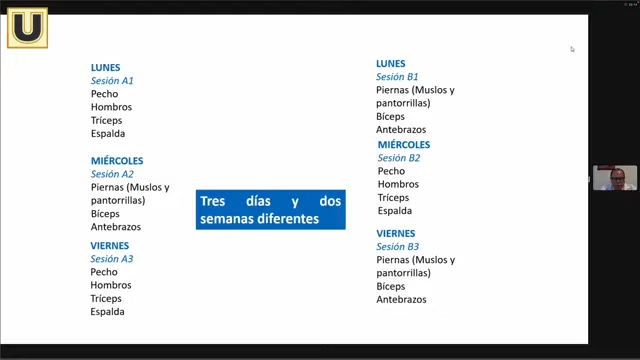 U
LUNES
Sesión A1
Pecho
Hombros
Tríceps
Espalda
MIÉRCOLES
Sesión A2
Piernas (Muslos y
pantorrillas)
Bíceps
Antebrazos
VIERNES
Sesión A3
Pecho
Hombros
Tríceps
Espalda
Tres días y dos
semanas diferentes
LUNES
Sesión B1
Piernas (Muslos y
pantorrillas)
Bíceps
Antebrazos
MIÉRCOLES
Sesión B2
Pecho
Hombros
Tríceps
Espalda
VIERNES
Sesión B3
Piernas (Muslos y
pantorrillas)
Bíceps
Antebrazos